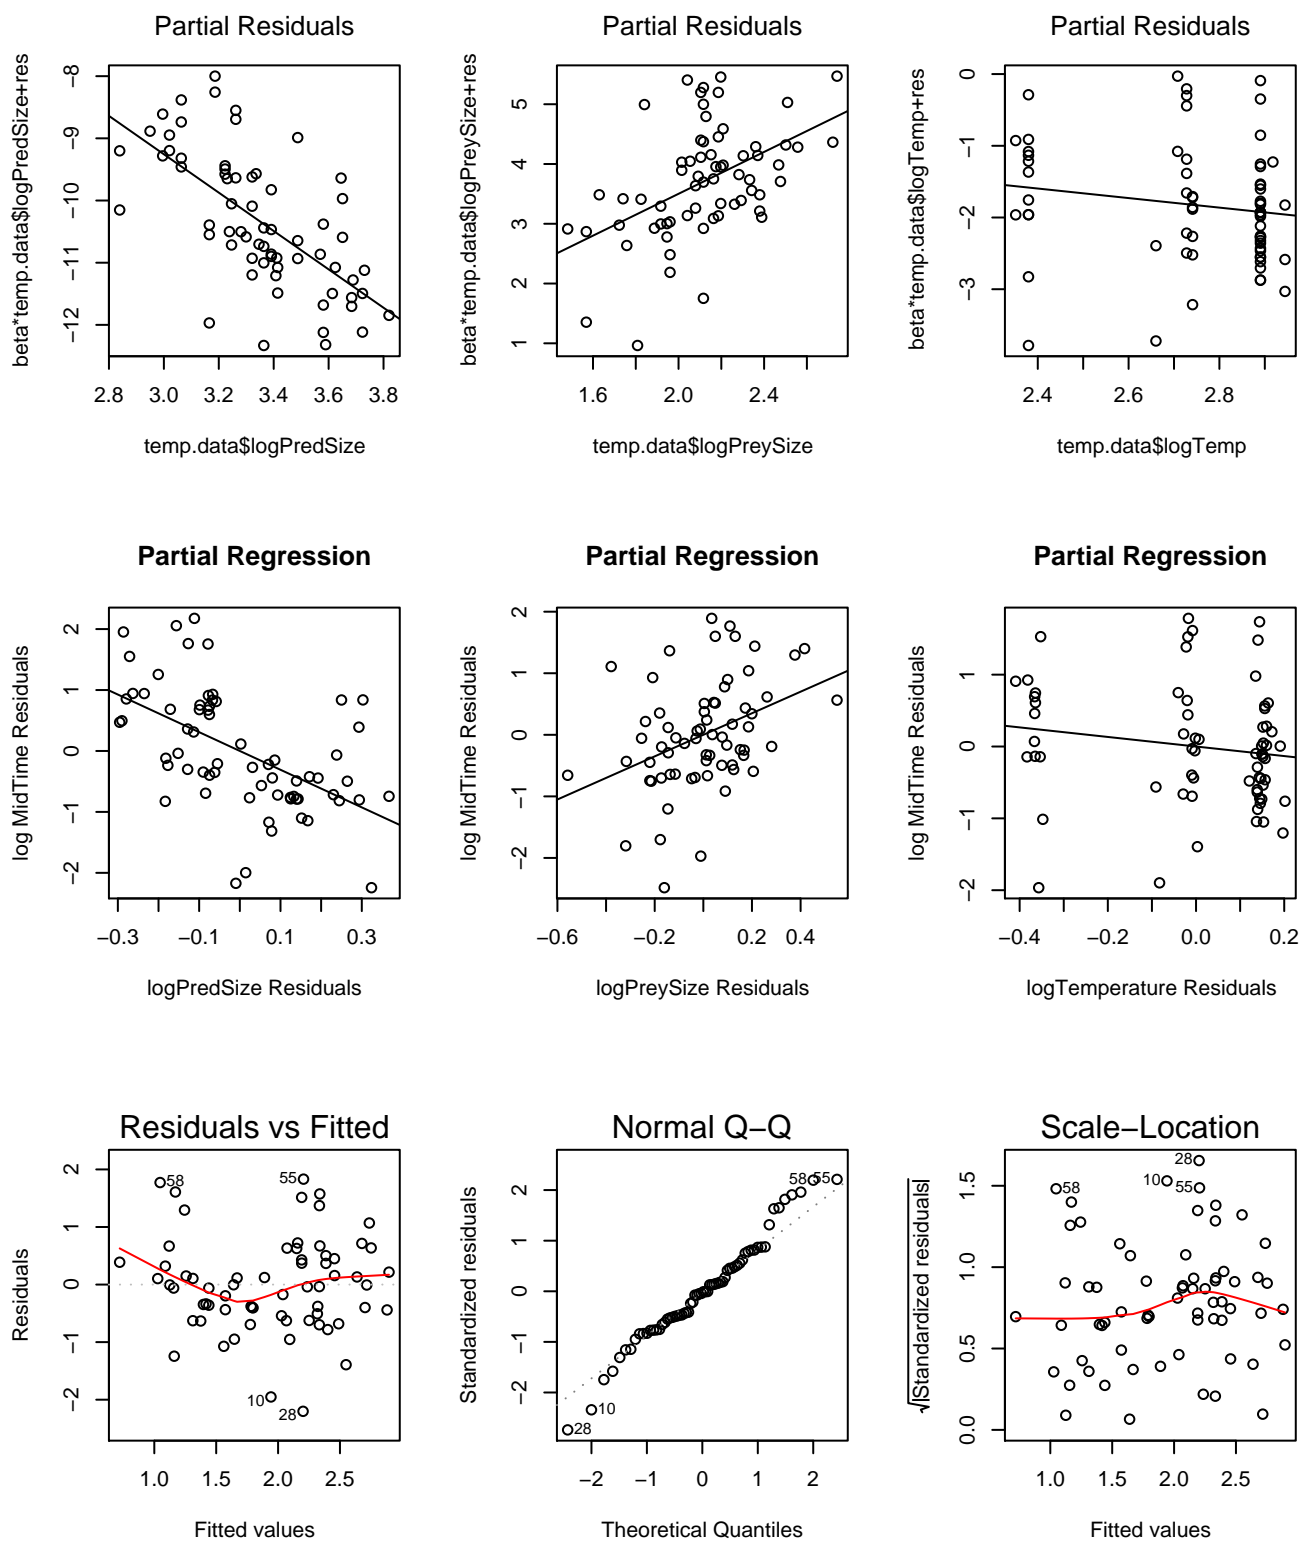 Partial Residuals
Partial Residuals
Partial Residuals
beta*temp.data$logPredSize+res
−8
−9
−10
−11
−12
2.8 3.0 3.2 3.4 3.6 3.8
temp.data$logPredSize
beta*temp.data$logPreySize+res
5
4
3
2
1
1.6 2.0 2.4
temp.data$logPreySize
beta*temp.data$logTemp+res
0
−1
−2
−3
2.4 2.6 2.8
temp.data$logTemp
Partial Regression
Partial Regression
Partial Regression
log MidTime Residuals
2
1
0
−1
−2
−0.3 −0.1 0.1 0.3
logPredSize Residuals
log MidTime Residuals
2
1
0
−1
−2
−0.6 −0.2 0.2 0.4
logPreySize Residuals
log MidTime Residuals
1
0
−1
−2
−0.4 −0.2 0.0 0.2
logTemperature Residuals
Residuals vs Fitted
Normal Q−Q
Scale−Location
Residuals
2
1
0
−1
−2
58
55
10
28
1.0 1.5 2.0 2.5
Fitted values
Standardized residuals
2
1
0
−1
−2
58 55
10
28
−2 −1 0 1 2
Theoretical Quantiles
√|Standardized residuals|
1.5
1.0
0.5
0.0
28
10
55
58
1.0 1.5 2.0 2.5
Fitted values